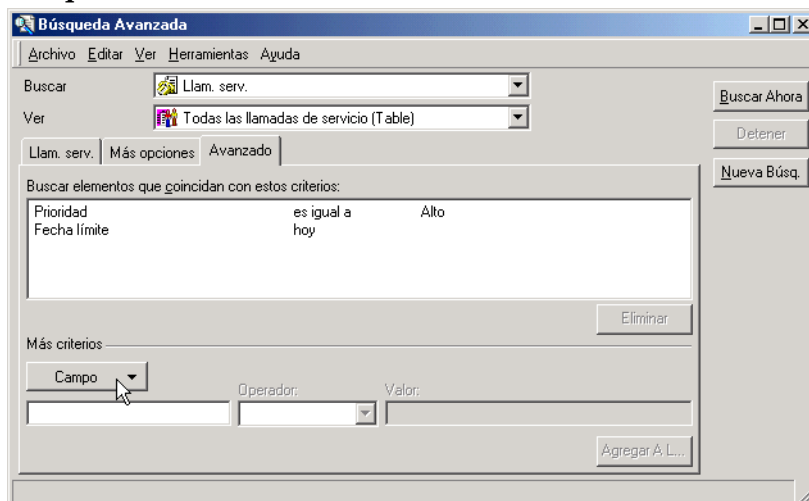 Búsqueda Avanzada
Archivo Editar Ver Herramientas Ayuda
Buscar Llam. serv.
Buscar Ahora
Ver Todas las llamadas de servicio (Table)
Detener
Llam. serv. Más opciones Avanzado
Nueva Búsq.
Buscar elementos que coincidan con estos criterios:
Prioridad es igual a Alto
Fecha límite hoy
Eliminar
Más criterios
Campo
Operador: Valor:
Agregar A L...